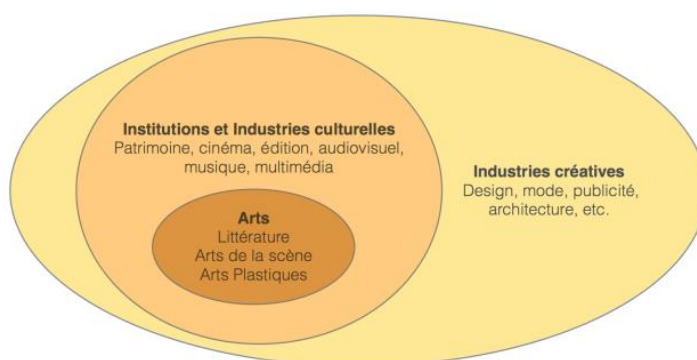 Institutions et Industries culturelles
Patrimoine, cinéma, édition, audiovisuel,
musique, multimédia
Industries créatives
Design, mode, publicité,
architecture, etc.
Arts
Littérature
Arts de la scène
Arts Plastiques